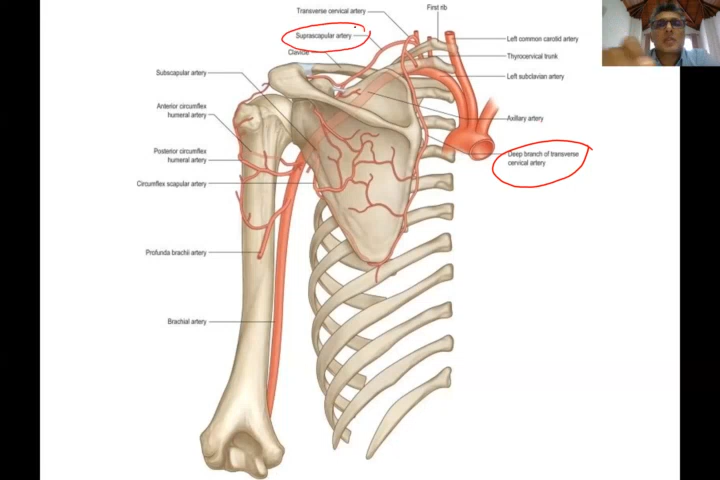 First rib
Transverse cervical artery
Suprascapular artery
Clavicle
Left common carotid artery
Thyrocervical trunk
Subscapular artery
Left subclavian artery
Anterior circumflex
humeral artery
Axillary artery
Posterior circumflex
humeral artery
Deep branch of transverse
cervical artery
Circumflex scapular artery
Profunda brachii artery
Brachial artery